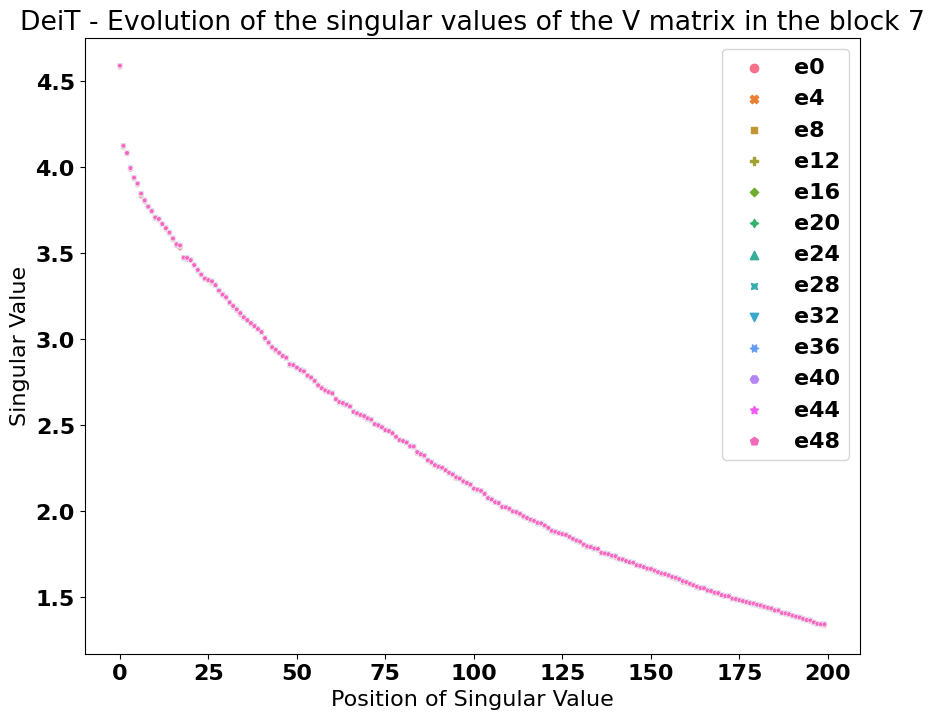 DeiT - Evolution of the singular values of the V matrix in the block 7
4.5
4.0
3.5
3.0
2.5
2.0
1.5
Singular Value
0 25 50 75 100 125 150 175 200
Position of Singular Value
e0
e4
e8
e12
e16
e20
e24
e28
e32
e36
e40
e44
e48